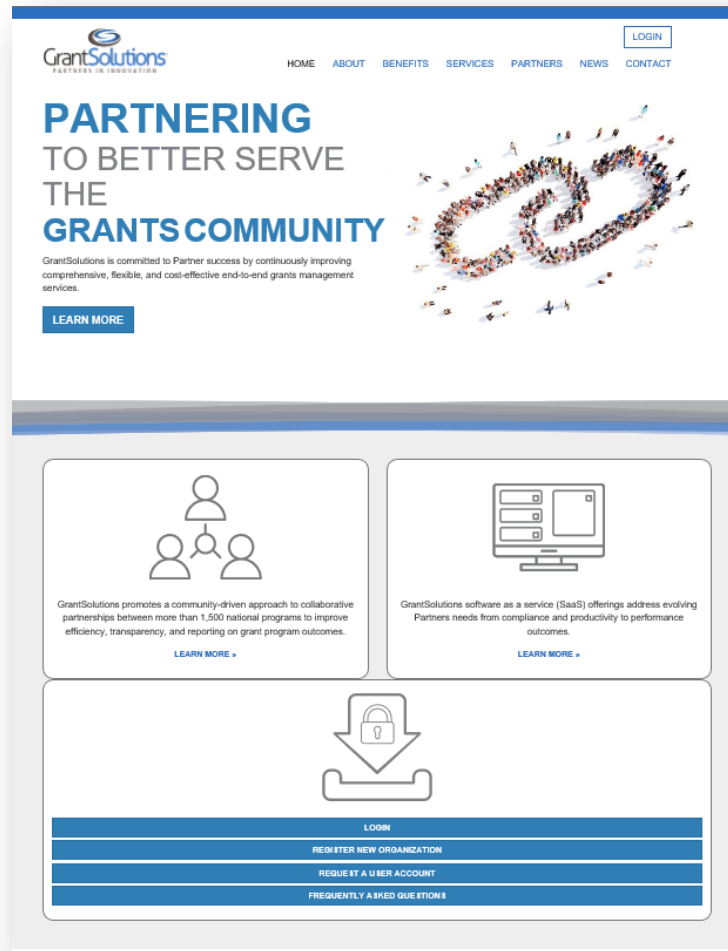 GrantSolutions
PARTNERS IN INNOVATION
LOGIN
HOME ABOUT BENEFITS SERVICES PARTNERS NEWS CONTACT
PARTNERING
TO BETTER SERVE
THE
GRANTS COMMUNITY
GrantSolutions is committed to Partner success by continuously improving
comprehensive, flexible, and cost-effective end-to-end grants management
services.
LEARN MORE
GrantSolutions promotes a community-driven approach to collaborative
partnerships between more than 1,500 national programs to improve
efficiency, transparency, and reporting on grant program outcomes.
LEARN MORE »
GrantSolutions software as a service (SaaS) offerings address evolving
Partners needs from compliance and productivity to performance
outcomes.
LEARN MORE »
LOGIN
REGISTER NEW ORGANIZATION
REQUEST A USER ACCOUNT
FREQUENTLY ASKED QUESTIONS